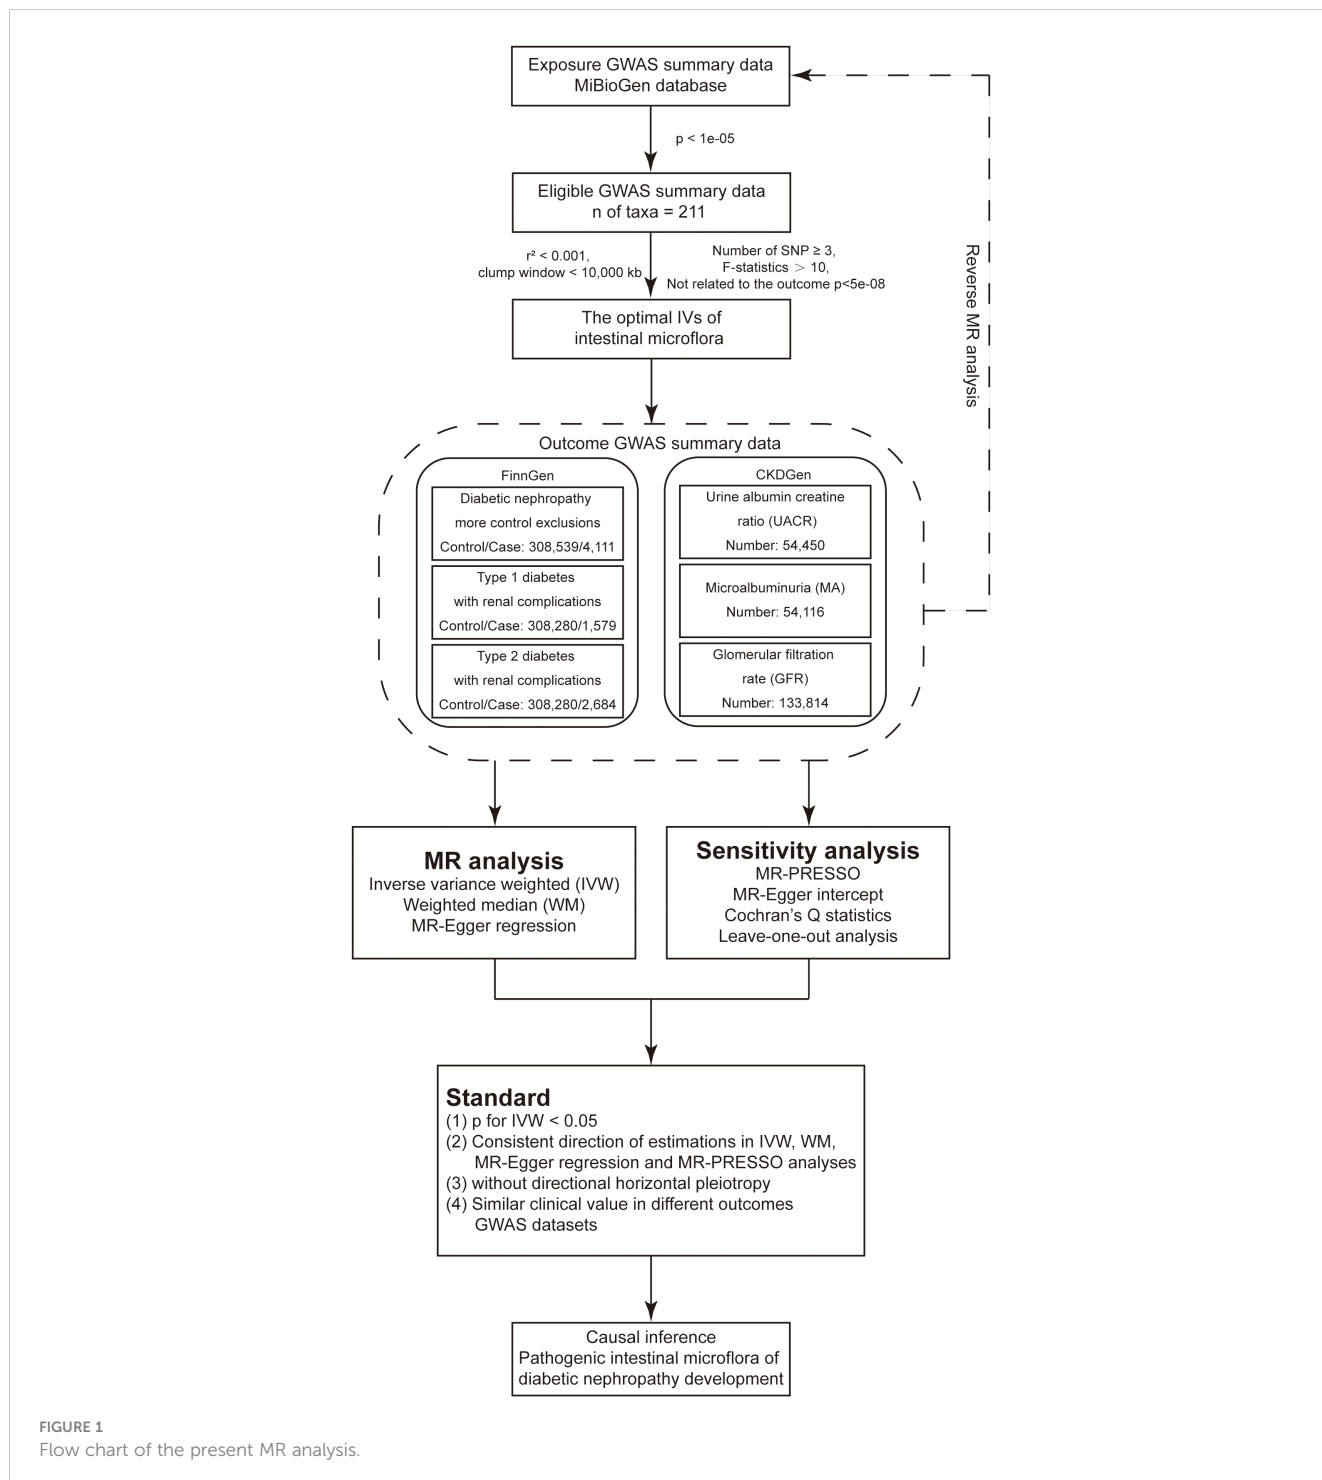 Exposure GWAS summary data
MiBioGen database
p < 1e-05
Eligible GWAS summary data
n of taxa = 211
r² < 0.001,
clump window < 10,000 kb
Number of SNP ≥ 3,
F-statistics > 10,
Not related to the outcome p<5e-08
The optimal IVs of
intestinal microflora
Reverse MR analysis
Outcome GWAS summary data
FinnGen
Diabetic nephropathy
more control exclusions
Control/Case: 308,539/4,111
Type 1 diabetes
with renal complications
Control/Case: 308,280/1,579
Type 2 diabetes
with renal complications
Control/Case: 308,280/2,684
CKDGen
Urine albumin creatine
ratio (UACR)
Number: 54,450
Microalbuminuria (MA)
Number: 54,116
Glomerular filtration
rate (GFR)
Number: 133,814
MR analysis
Inverse variance weighted (IVW)
Weighted median (WM)
MR-Egger regression
Sensitivity analysis
MR-PRESSO
MR-Egger intercept
Cochran’s Q statistics
Leave-one-out analysis
Standard
(1) p for IVW < 0.05
(2) Consistent direction of estimations in IVW, WM,
MR-Egger regression and MR-PRESSO analyses
(3) without directional horizontal pleiotropy
(4) Similar clinical value in different outcomes
GWAS datasets
Causal inference
Pathogenic intestinal microflora of
diabetic nephropathy development
FIGURE 1
Flow chart of the present MR analysis.